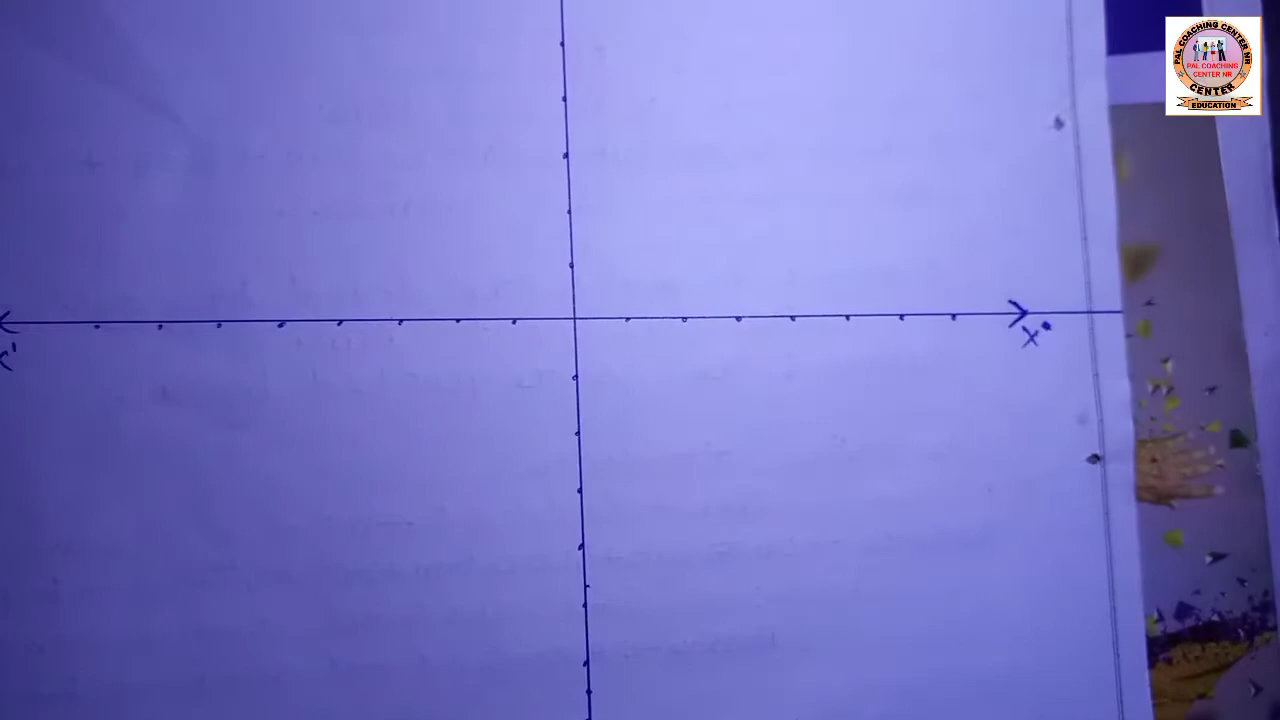 PAL COACHING CENTER NR
PAL COACHING
CENTER NR
CENTER
EDUCATION
X
X'